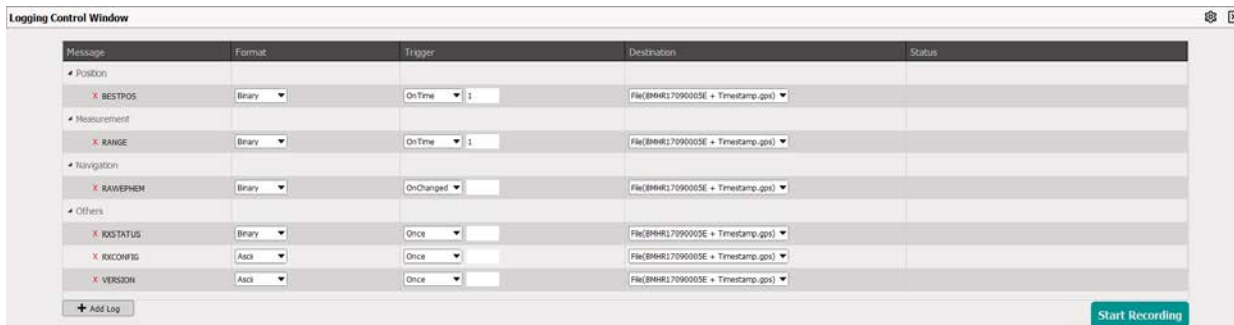 Logging Control Window
Message Format Trigger Destination Status
Position
X BESTPOS Binary OnTime 1 File(BMHR17090005E + Timestamp.gps)
Measurement
X RANGE Binary OnTime 1 File(BMHR17090005E + Timestamp.gps)
Navigation
X RAWEPHEM Binary OnChanged File(BMHR17090005E + Timestamp.gps)
Others
X RXSTATUS Binary Once File(BMHR17090005E + Timestamp.gps)
X RXCONFIG Ascii Once File(BMHR17090005E + Timestamp.gps)
X VERSION Ascii Once File(BMHR17090005E + Timestamp.gps)
+ Add Log
Start Recording